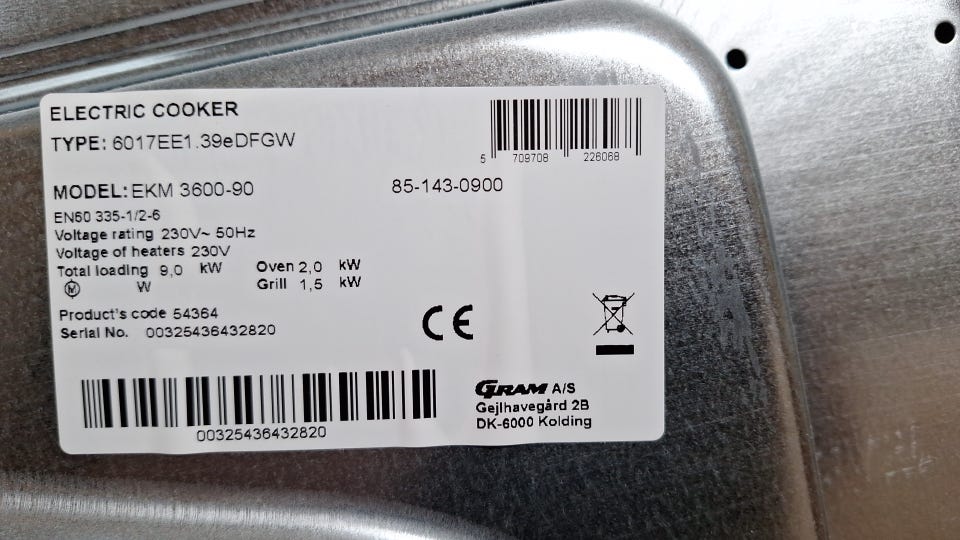 ELECTRIC COOKER
TYPE: 6017EE1.39eDFGW
5 709708 226068
MODEL: EKM 3600-90 85-143-0900
EN60 335-1/2-6
Voltage rating 230V~ 50Hz
Voltage of heaters 230V
Total loading 9,0 kW Oven 2,0 kW
M W Grill 1,5 kW
Product's code 54364
Serial No. 00325436432820
CE
00325436432820
GRAM A/S
Gejlhavegård 2B
DK-6000 Kolding